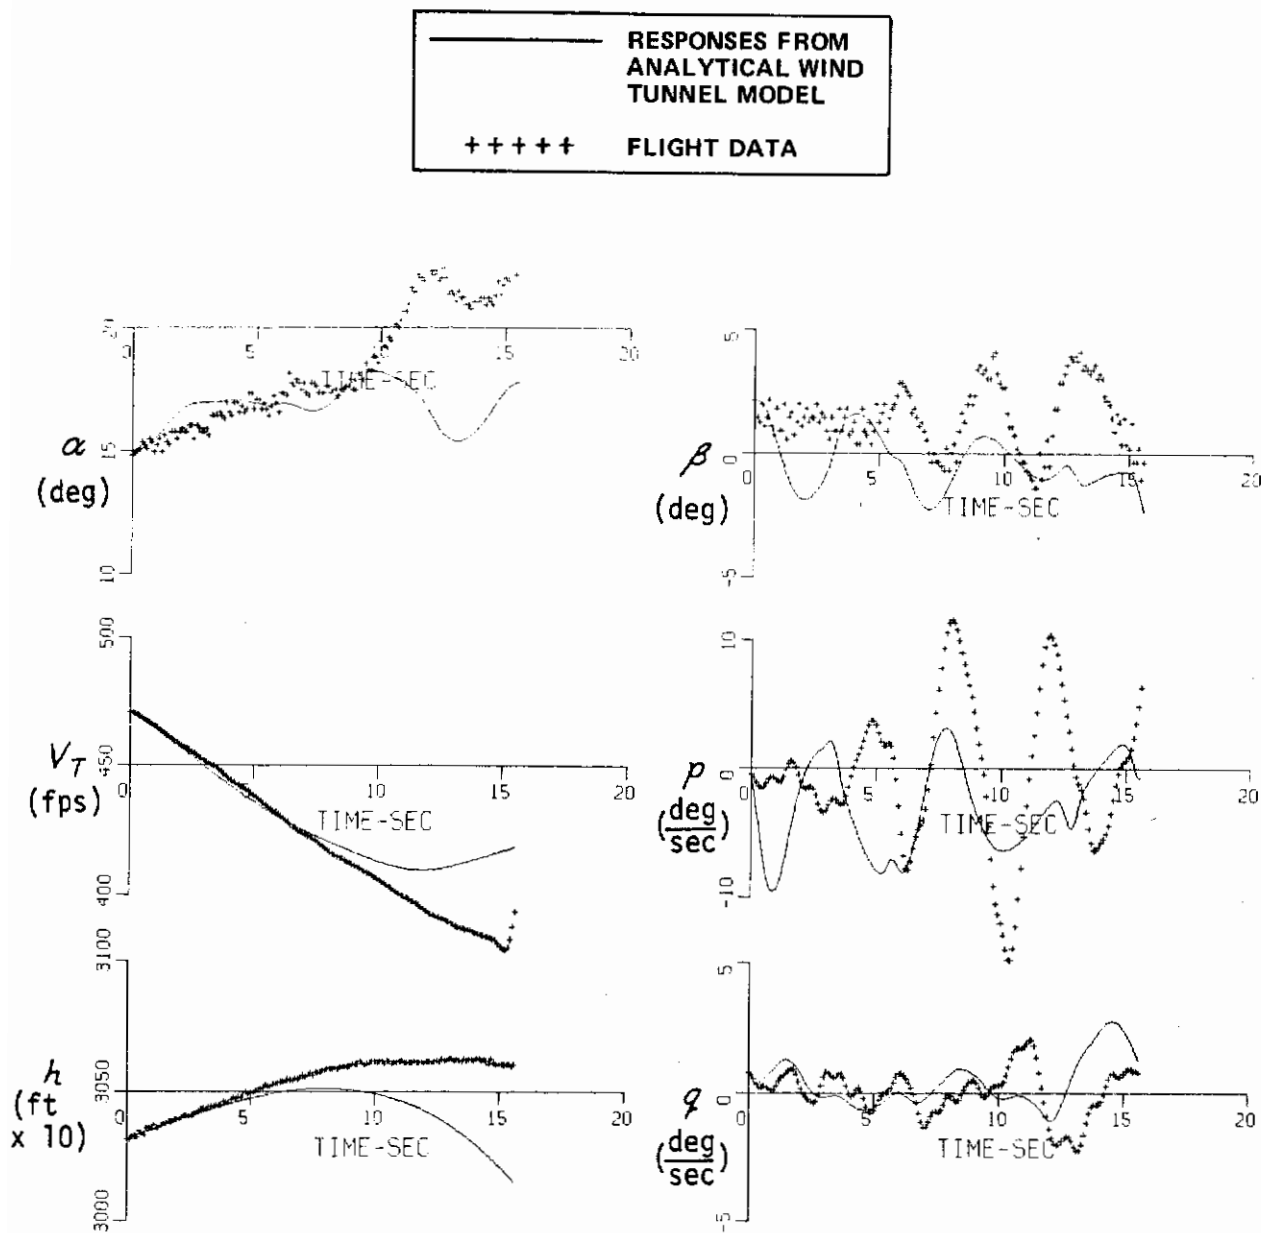 RESPONSES FROM
ANALYTICAL WIND
TUNNEL MODEL
+ + + + + FLIGHT DATA
20
0 5 10 15 20
TIME-SEC
α
(deg)
15
10
5
0 5 10 15 20
TIME-SEC
β
(deg)
0
-5
500
V_T
(fps)
450
0 5 10 15 20
TIME-SEC
400
10
p
(deg/sec)
0
0 5 10 15 20
TIME-SEC
-10
3100
h
(ft
x 10)
3050
0 5 10 15 20
TIME-SEC
3000
5
q
(deg/sec)
0
0 5 10 15 20
TIME-SEC
-5